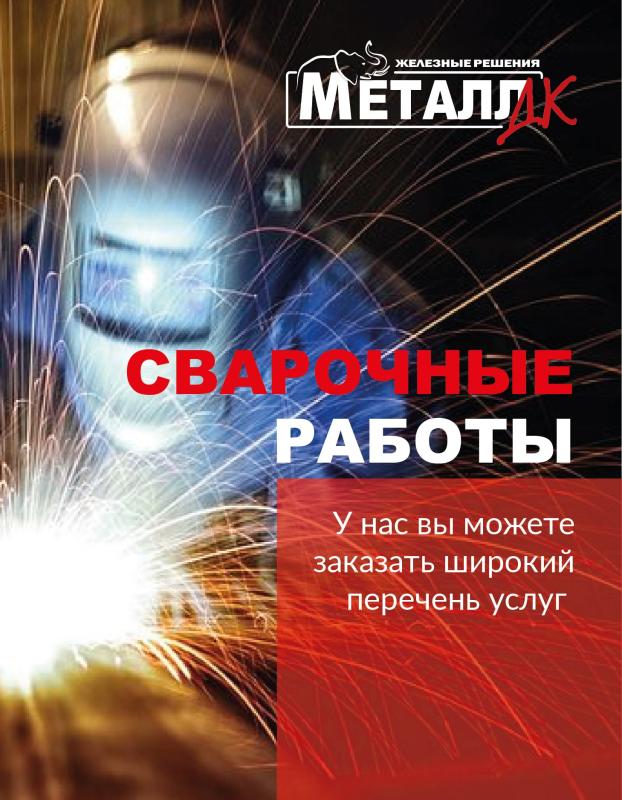 ЖЕЛЕЗНЫЕ РЕШЕНИЯ
МЕТАЛЛДК
СВАРОЧНЫЕ
РАБОТЫ
У нас вы можете
заказать широкий
перечень услуг